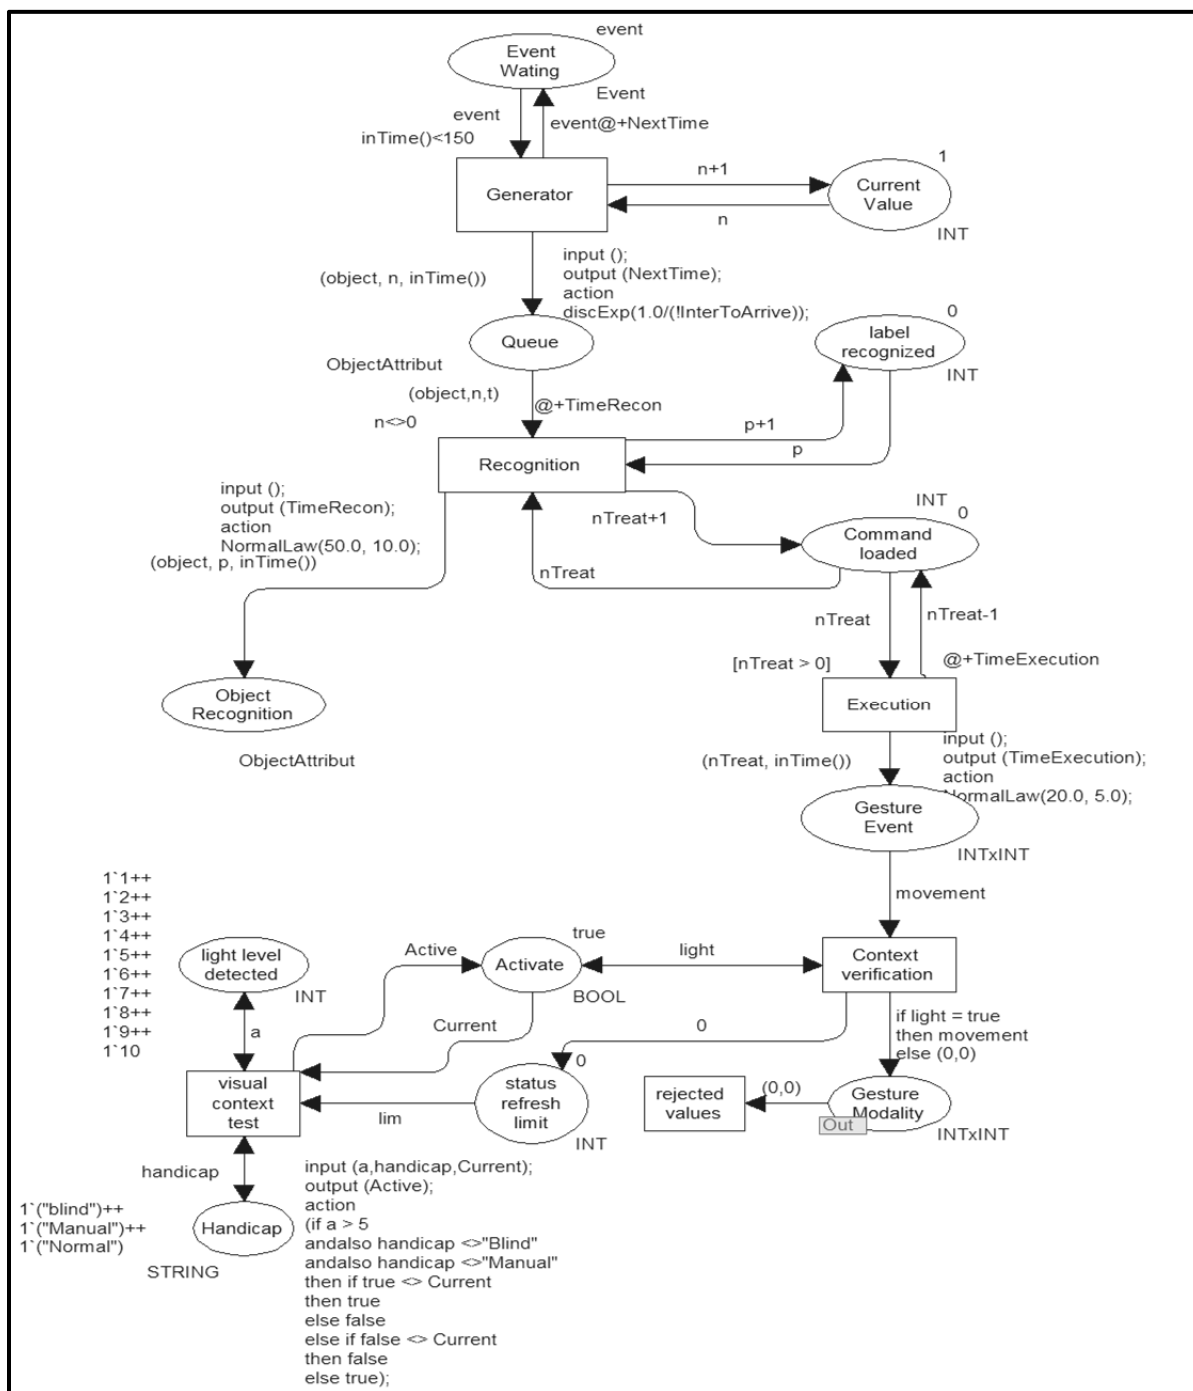 event
Event
Wating
Event
event
event@+NextTime
inTime()<150
Generator
n+1
n
1
Current
Value
INT
(object, n, inTime())
input ();
output (NextTime);
action
discExp(1.0/(!InterToArrive));
Queue
ObjectAttribut
0
label
recognized
INT
(object,n,t)
@+TimeRecon
n<>0
p+1
p
Recognition
input ();
output (TimeRecon);
action
NormalLaw(50.0, 10.0);
(object, p, inTime())
nTreat+1
nTreat
INT
0
Command
loaded
nTreat
nTreat-1
[nTreat > 0]
@+TimeExecution
Object
Recognition
ObjectAttribut
Execution
(nTreat, inTime())
input ();
output (TimeExecution);
action
NormalLaw(20.0, 5.0);
Gesture
Event
INTxINT
movement
1`1++
1`2++
1`3++
1`4++
1`5++
1`6++
1`7++
1`8++
1`9++
1`10
light level
detected
INT
a
Active
true
Activate
BOOL
light
Context
verification
Current
0
if light = true
then movement
else (0,0)
visual
context
test
lim
0
status
refresh
limit
INT
rejected
values
(0,0)
Gesture
Modality
Out
INTxINT
handicap
1`("blind")++
1`("Manual")++
1`("Normal")
Handicap
STRING
input (a,handicap,Current);
output (Active);
action
(if a > 5
andalso handicap <>"Blind"
andalso handicap <>"Manual"
then if true <> Current
then true
else false
else if false <> Current
then false
else true);